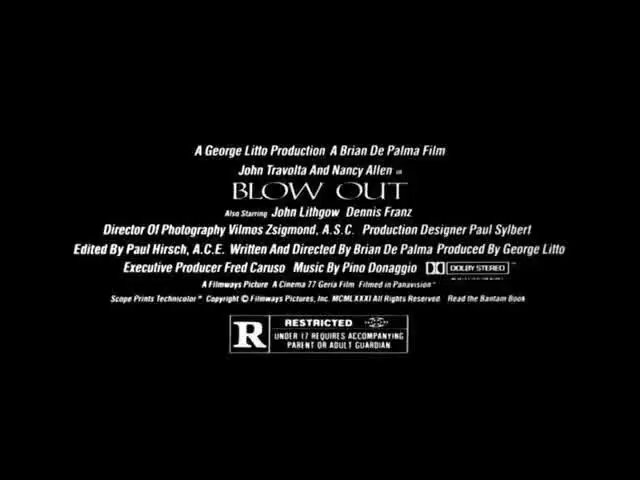 A George Litto Production A Brian De Palma Film
John Travolta And Nancy Allen in
BLOW OUT
Also Starring John Lithgow Dennis Franz
Director Of Photography Vilmos Zsigmond, A.S.C. Production Designer Paul Sylbert
Edited By Paul Hirsch, A.C.E. Written And Directed By Brian De Palma Produced By George Litto
Executive Producer Fred Caruso Music By Pino Donaggio DOLBY STEREO
A Filmways Picture A Cinema 77 Geria Film Filmed in Panavision
Scope Prints Technicolor® Copyright © Filmways Pictures, Inc. MCMLXXXI All Rights Reserved Read the Bantam Book
R RESTRICTED
UNDER 17 REQUIRES ACCOMPANYING
PARENT OR ADULT GUARDIAN